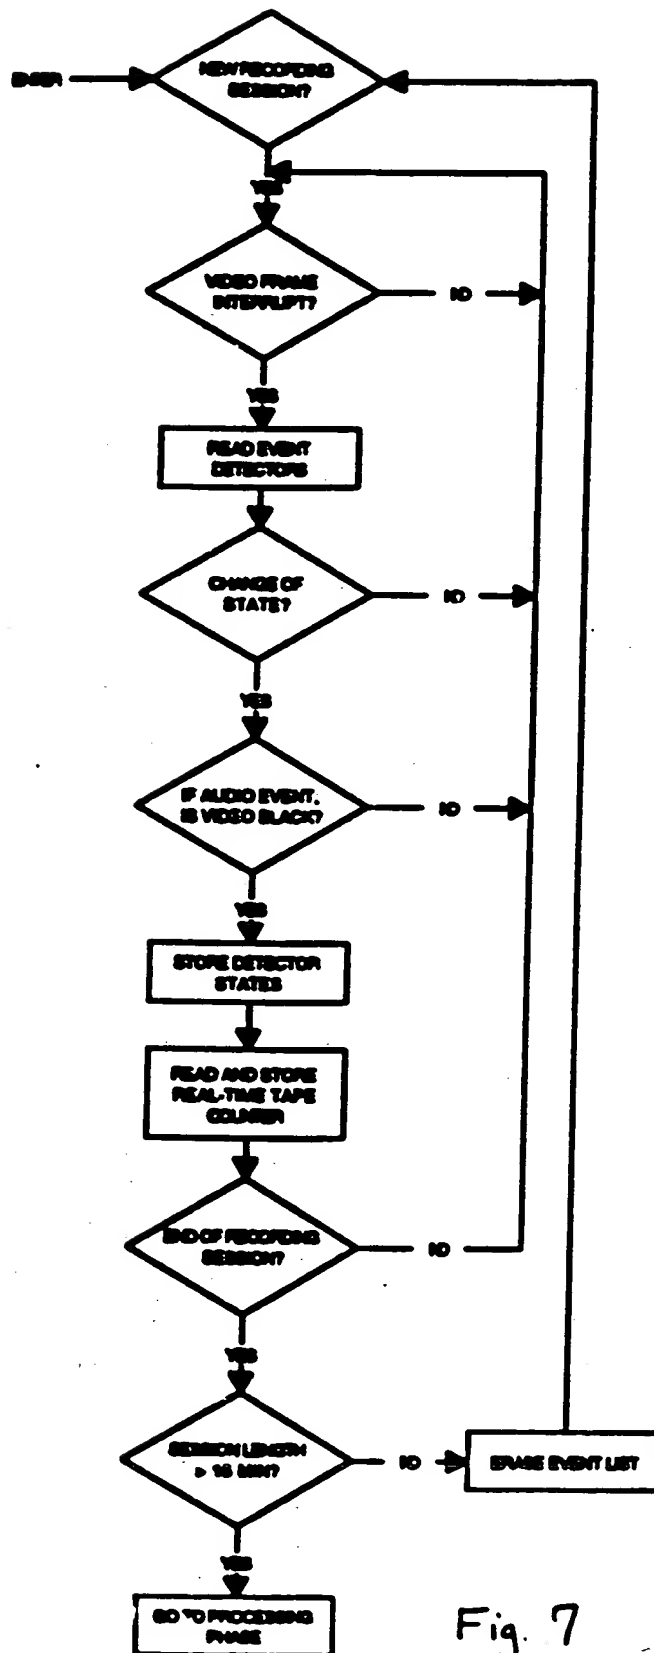 NEW RECORDING
SESSION?
ENTER
YES
VIDEO FRAME
INTERRUPT?
NO
YES
READ EVENT
DETECTORS
CHANGE OF
STATE?
NO
YES
IF AUDIO EVENT,
IS VIDEO BLACK?
NO
YES
STORE DETECTOR
STATES
READ AND STORE
REAL-TIME TAPE
COUNTER
END OF RECORDING
SESSION?
NO
YES
SESSION LENGTH
> 15 MIN?
NO
ERASE EVENT LIST
YES
GO TO PROCESSING
PHASE
Fig. 7